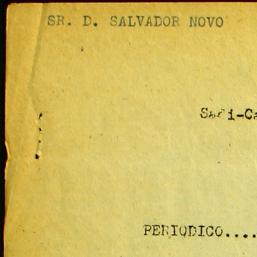 SR. D. SALVADOR NOVO
PERIODICO....